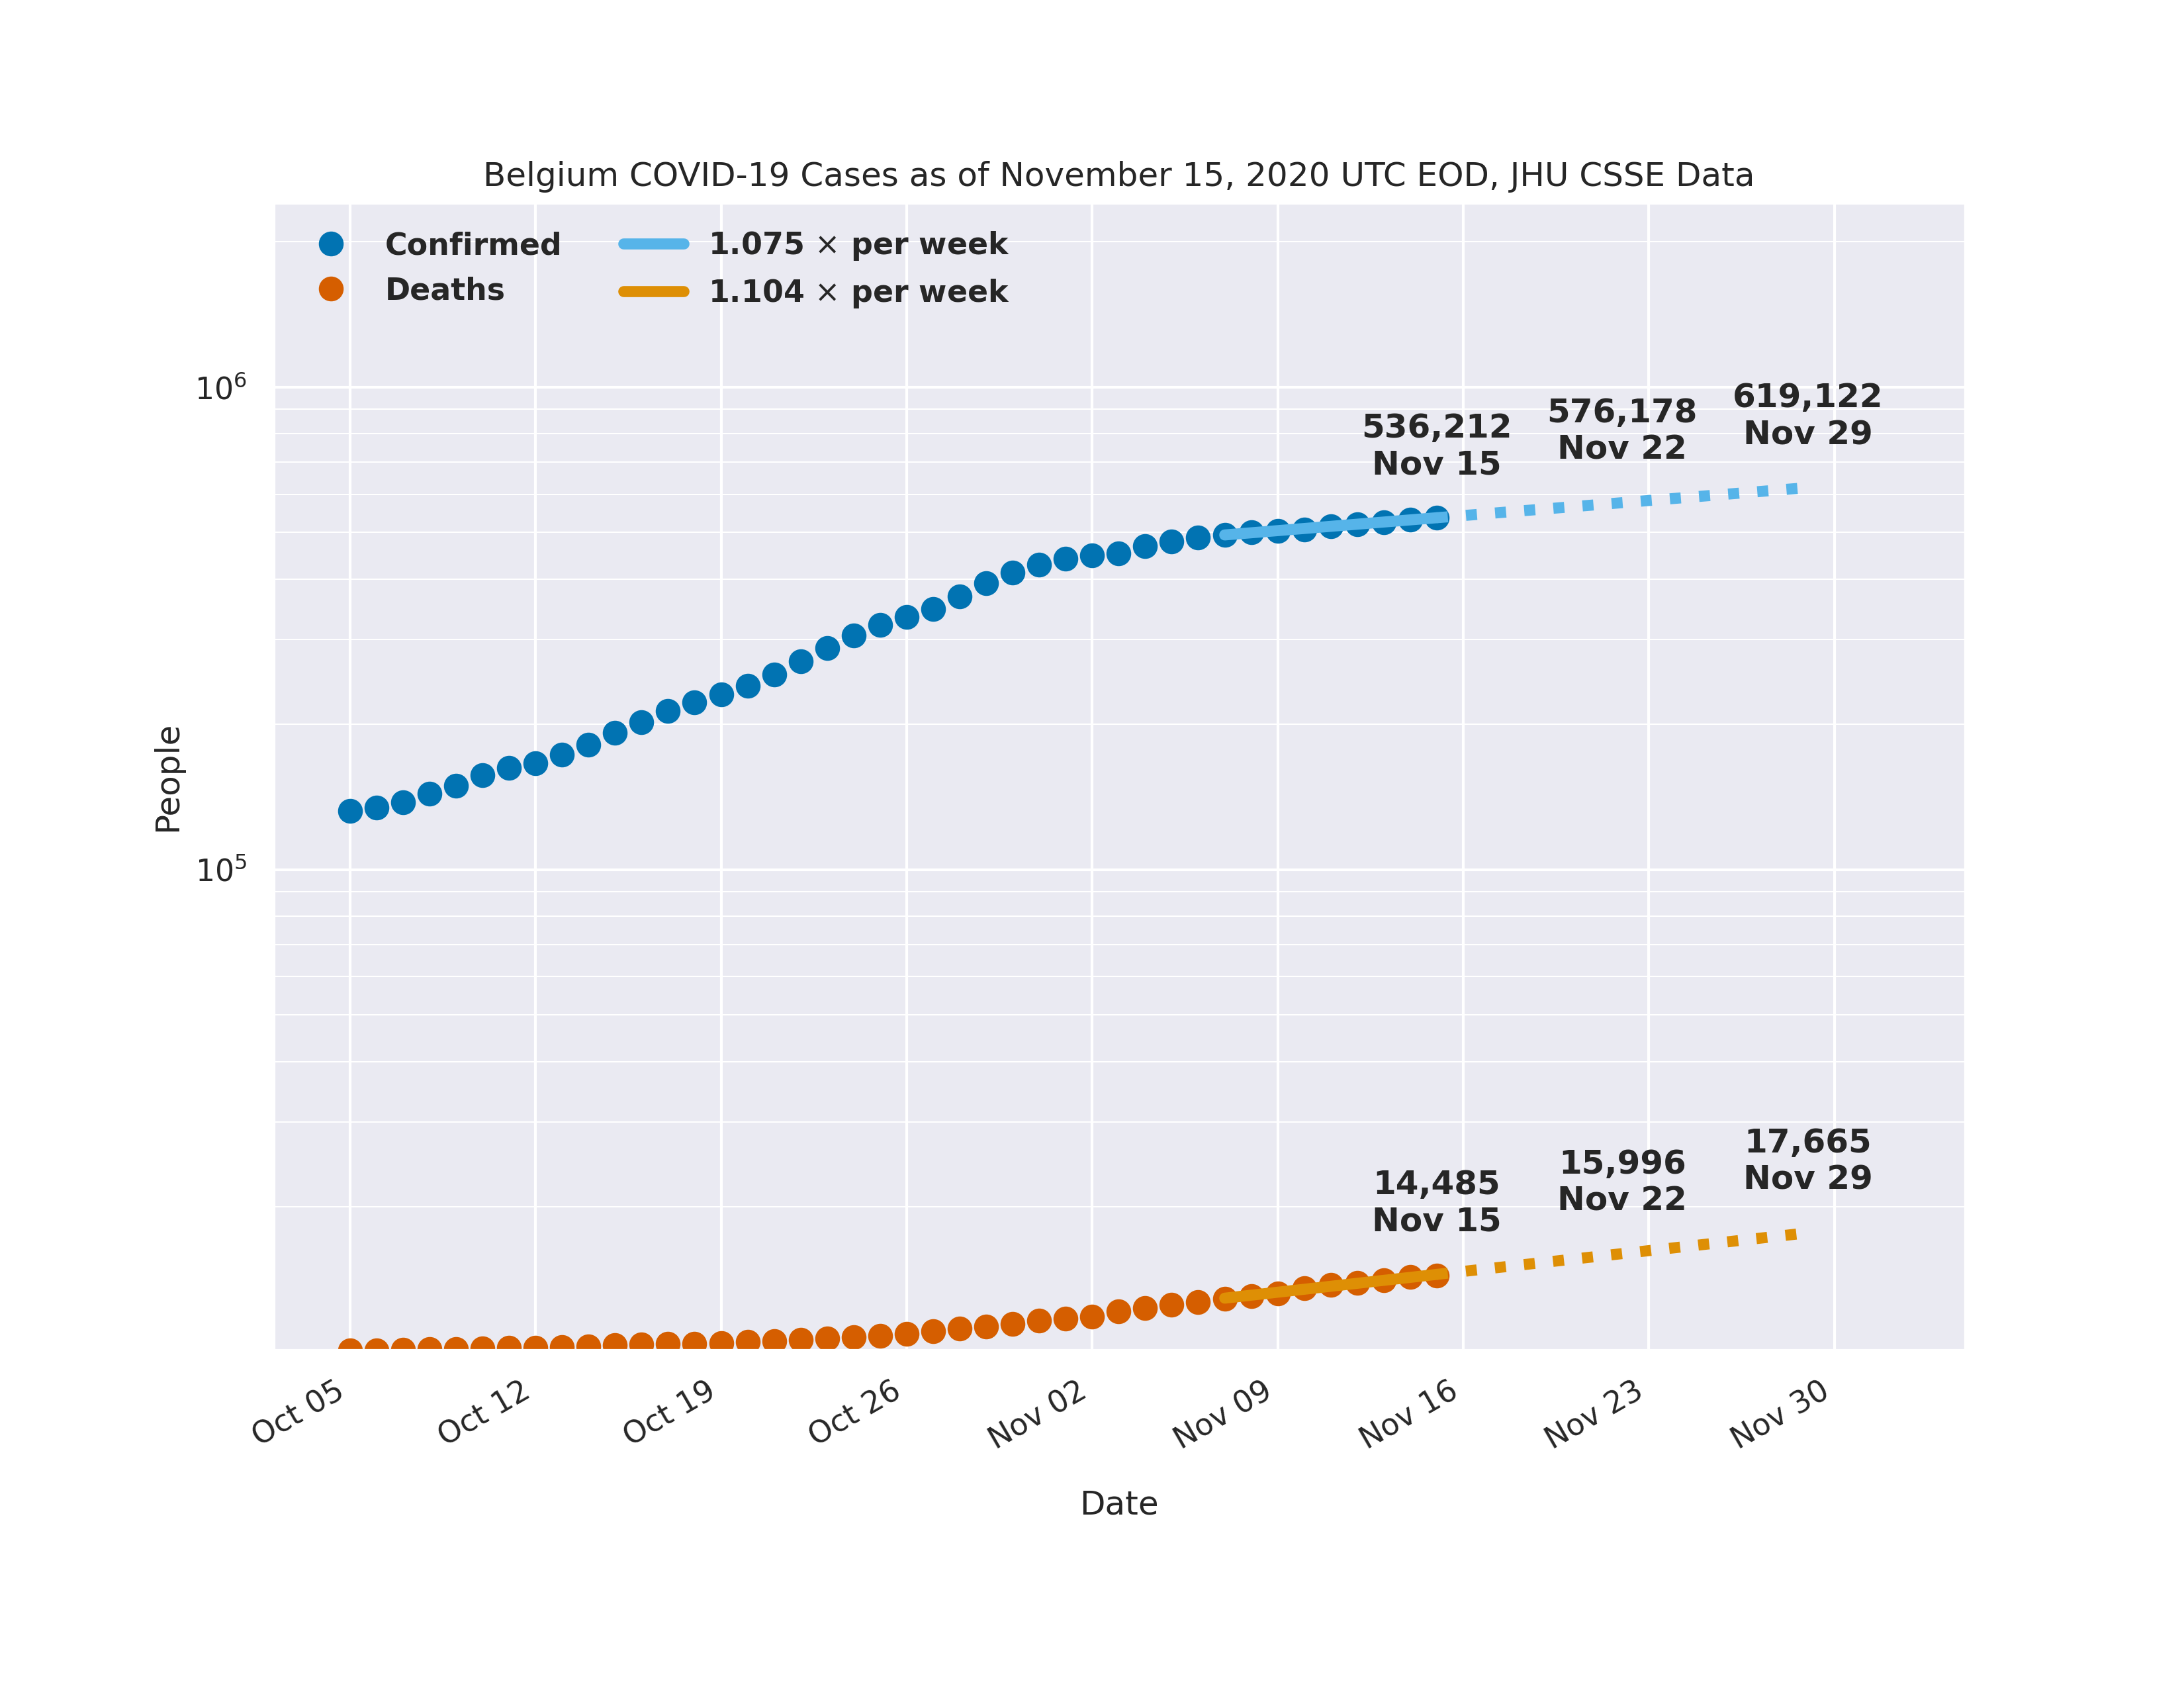 Belgium COVID-19 Cases as of November 15, 2020 UTC EOD, JHU CSSE Data
Confirmed
Deaths
1.075 × per week
1.104 × per week
10⁶
10⁵
People
536,212
Nov 15
576,178
Nov 22
619,122
Nov 29
14,485
Nov 15
15,996
Nov 22
17,665
Nov 29
Oct 05
Oct 12
Oct 19
Oct 26
Nov 02
Nov 09
Nov 16
Nov 23
Nov 30
Date